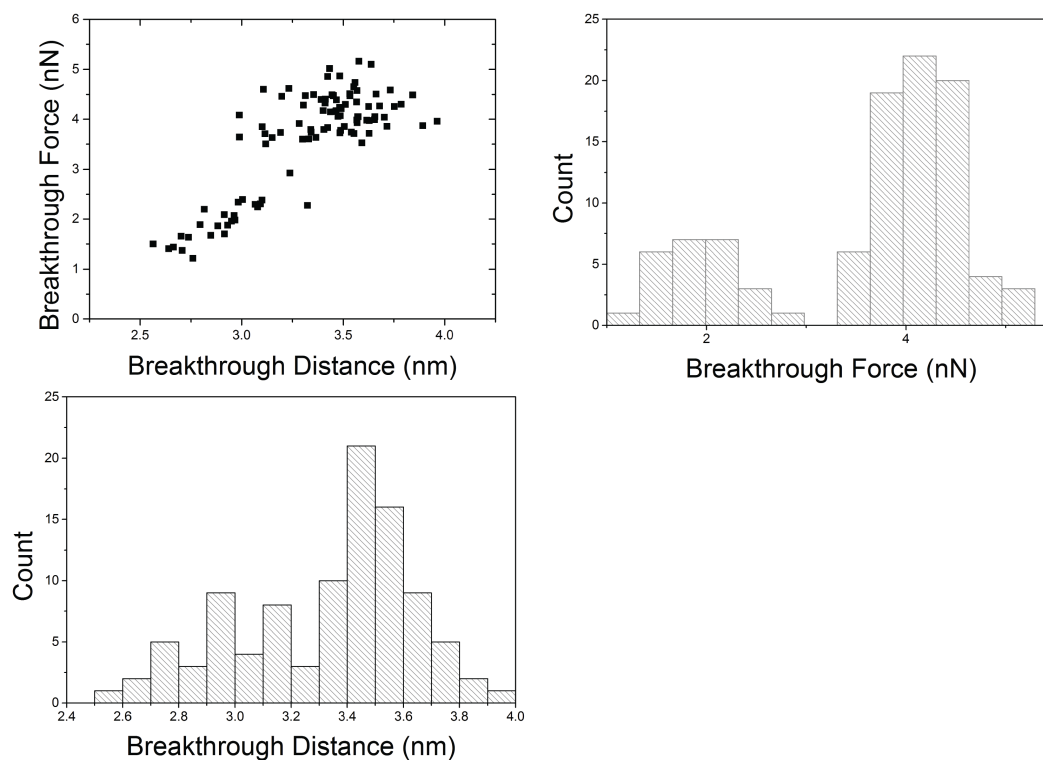 6
5
4
3
2
1
0
Breakthrough Force (nN)
2.5 3.0 3.5 4.0
Breakthrough Distance (nm)
25
20
15
10
5
0
Count
2 4
Breakthrough Force (nN)
25
20
15
10
5
0
Count
2.4 2.6 2.8 3.0 3.2 3.4 3.6 3.8 4.0
Breakthrough Distance (nm)